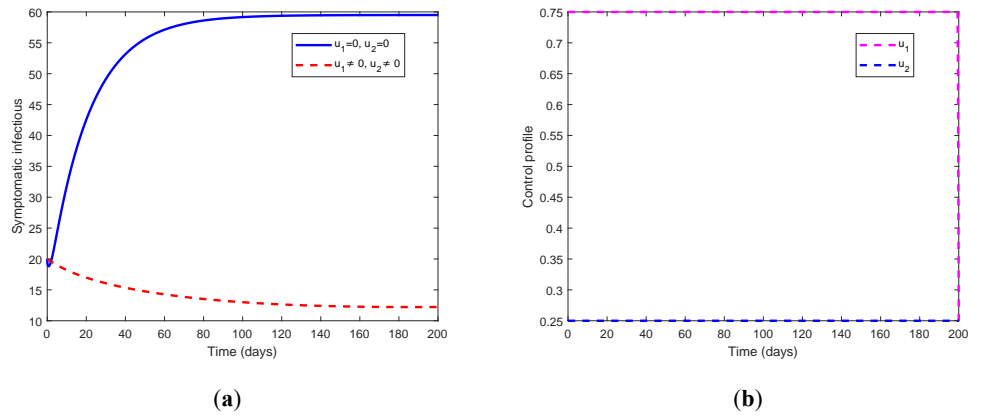 60
55
50
45
40
35
30
25
20
15
10
Symptomatic infectious
u1=0, u2=0
u1≠ 0, u2≠ 0
0 20 40 60 80 100 120 140 160 180 200
Time (days)
(a)
0.75
0.7
0.65
0.6
0.55
0.5
0.45
0.4
0.35
0.3
0.25
Control profile
u1
u2
0 20 40 60 80 100 120 140 160 180 200
Time (days)
(b)